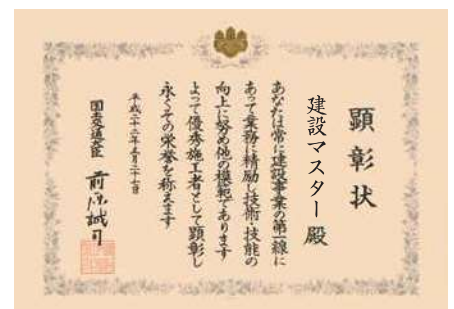 顕彰状
建設マスター殿
あなたは常に建設事業の第一線に
あって業務に精励し技術・技能の
向上に努め他の模範であります
よって優秀施工者として顕彰し
永くその栄誉を称えます
平成二十二年五月二十七日
国土交通大臣 前原誠司